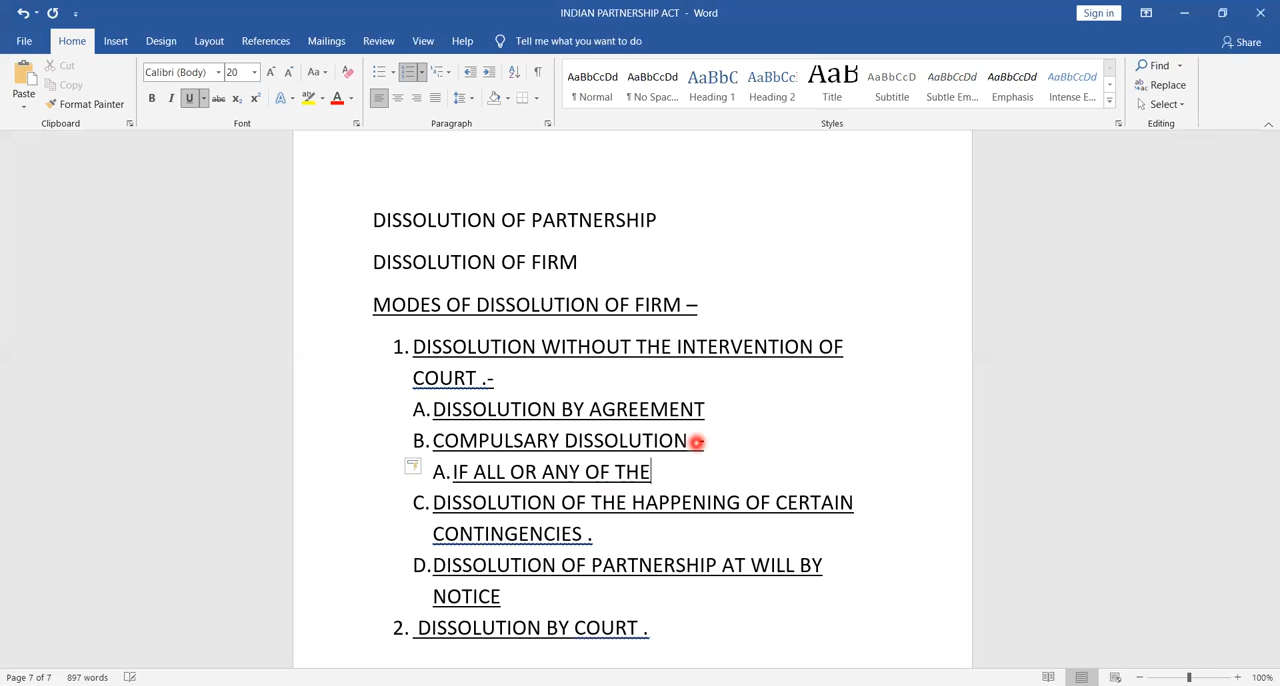 INDIAN PARTNERSHIP ACT - Word
Sign in
File Home Insert Design Layout References Mailings Review View Help Tell me what you want to do
Share
Paste
Cut
Copy
Format Painter
Clipboard
Calibri (Body) 20
Font
Paragraph
AaBbCcDd AaBbCcDd AaBbC AaBbCc AaB AaBbCcD AaBbCcDd AaBbCcDd AaBbCcDd
¶ Normal ¶ No Spac... Heading 1 Heading 2 Title Subtitle Subtle Em... Emphasis Intense E...
Styles
Find
Replace
Select
Editing
DISSOLUTION OF PARTNERSHIP
DISSOLUTION OF FIRM
MODES OF DISSOLUTION OF FIRM –
1. DISSOLUTION WITHOUT THE INTERVENTION OF
COURT .-
A. DISSOLUTION BY AGREEMENT
B. COMPULSARY DISSOLUTION -
A. IF ALL OR ANY OF THE
C. DISSOLUTION OF THE HAPPENING OF CERTAIN
CONTINGENCIES .
D. DISSOLUTION OF PARTNERSHIP AT WILL BY
NOTICE
2. DISSOLUTION BY COURT .
Page 7 of 7 897 words
100%